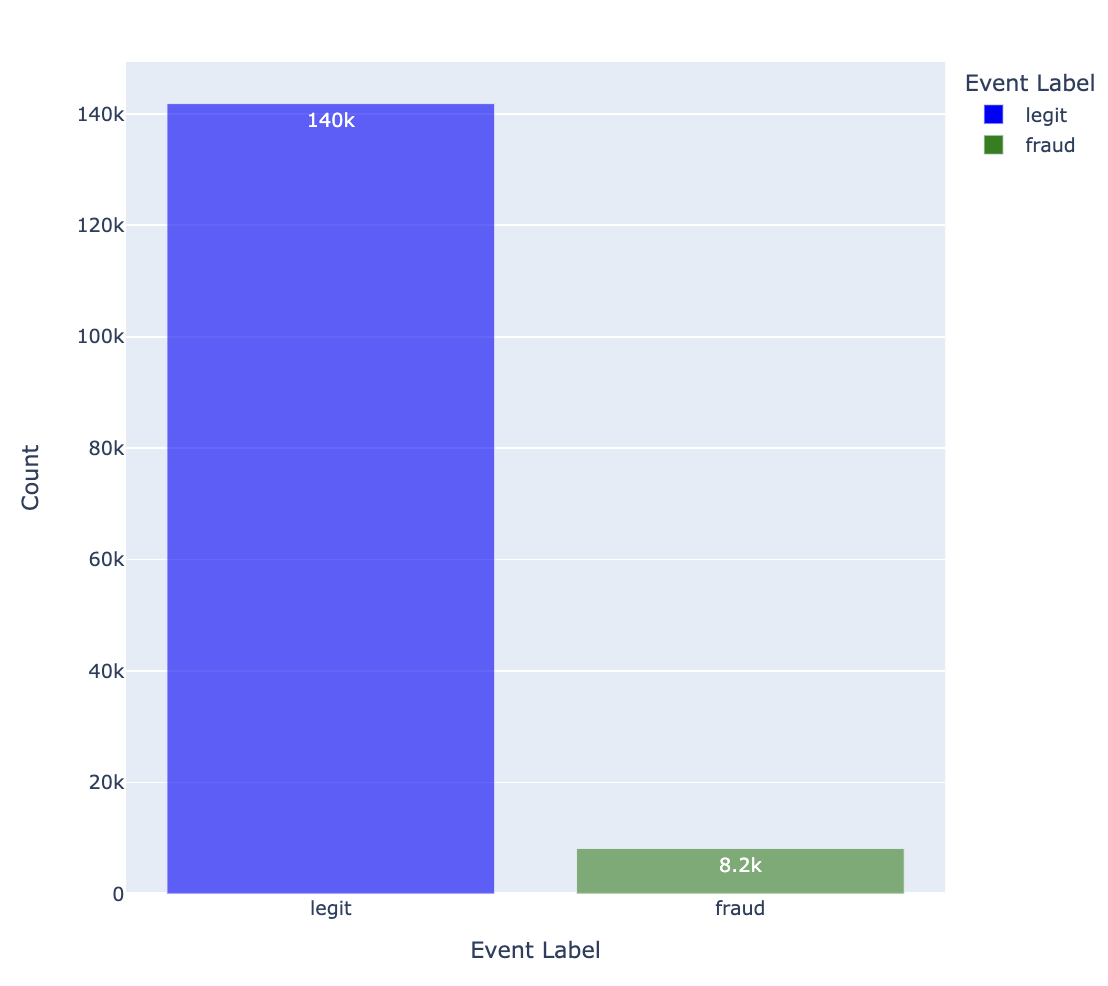 Event Label
legit
fraud
140k
120k
100k
80k
60k
40k
20k
0
Count
140k
8.2k
legit
fraud
Event Label